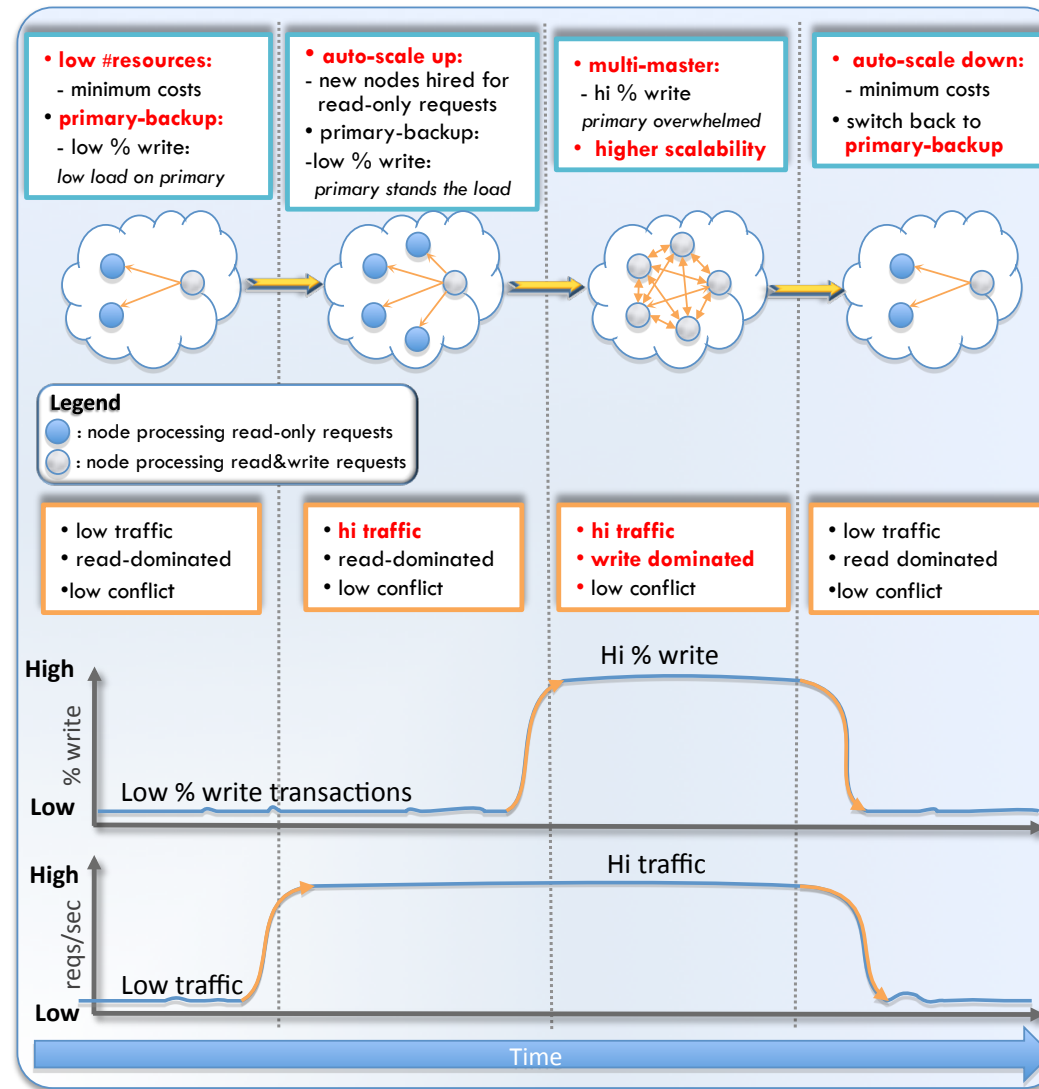 • low #resources:
- minimum costs
• primary-backup:
- low % write:
low load on primary
• auto-scale up:
- new nodes hired for
read-only requests
• primary-backup:
-low % write:
primary stands the load
• multi-master:
- hi % write
primary overwhelmed
• higher scalability
• auto-scale down:
- minimum costs
• switch back to
primary-backup
Legend
: node processing read-only requests
: node processing read&write requests
• low traffic
• read-dominated
•low conflict
• hi traffic
• read-dominated
• low conflict
• hi traffic
• write dominated
• low conflict
• low traffic
• read dominated
•low conflict
High
% write
Low
Hi % write
Low % write transactions
High
reqs/sec
Low
Hi traffic
Low traffic
Time